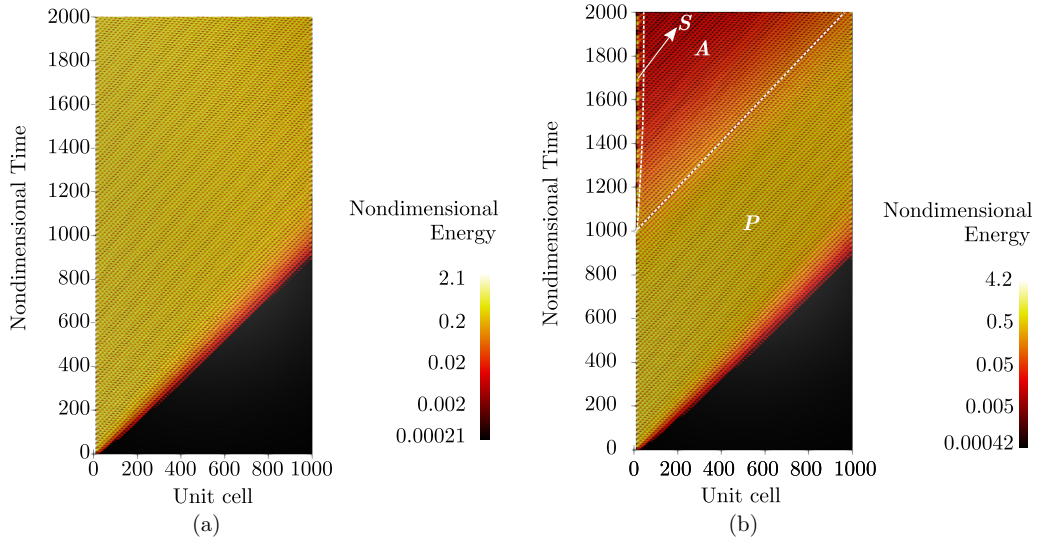 2000
1800
1600
1400
1200
1000
800
600
400
200
0
Nondimensional Time
0 200 400 600 800 1000
Unit cell
(a)
Nondimensional
Energy
2.1
0.2
0.02
0.002
0.00021
2000
1800
1600
1400
1200
1000
800
600
400
200
0
Nondimensional Time
S
A
P
0 200 400 600 800 1000
Unit cell
(b)
Nondimensional
Energy
4.2
0.5
0.05
0.005
0.00042